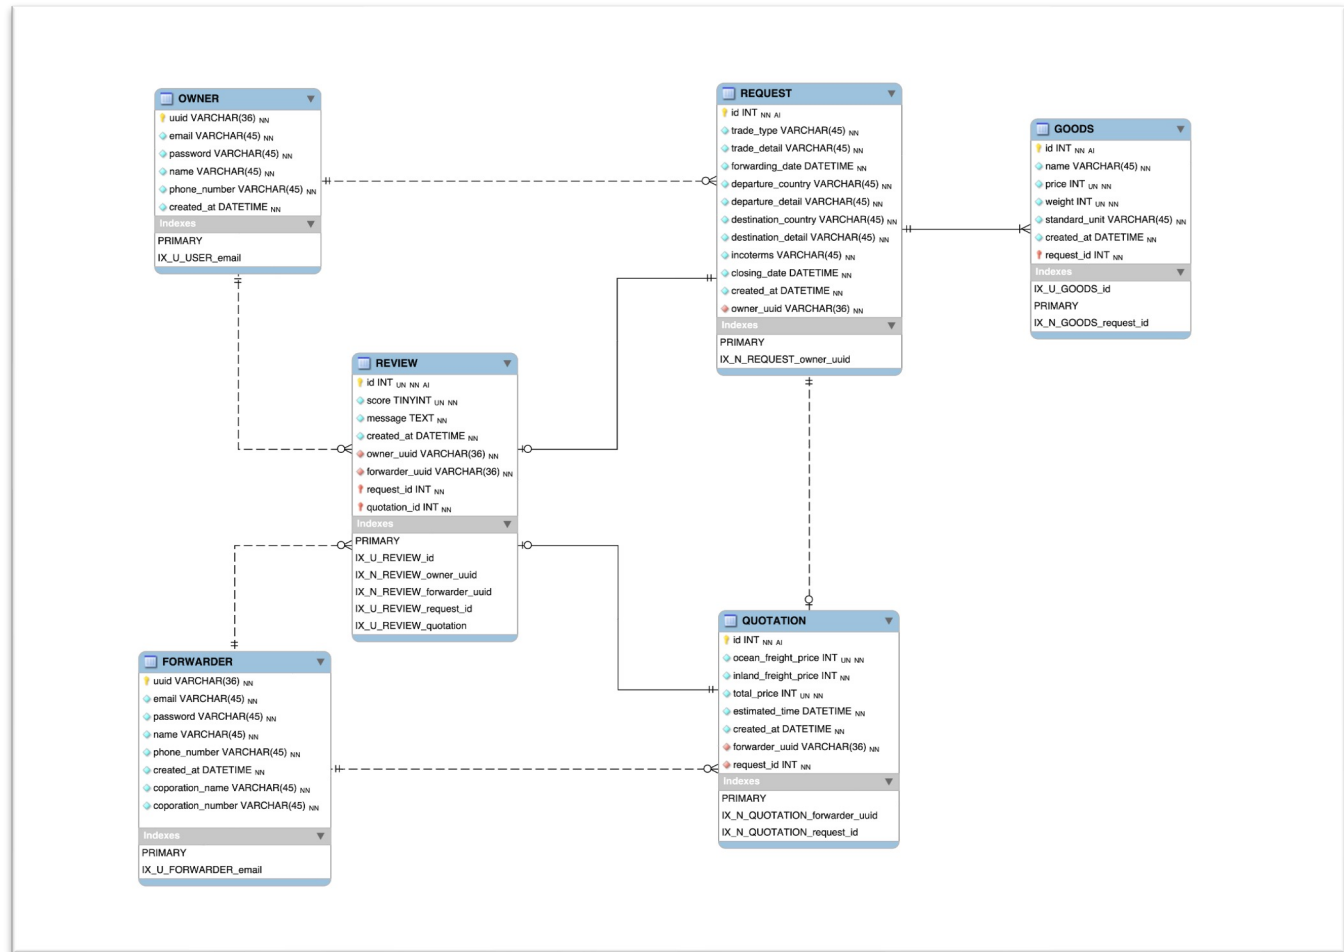 OWNER
uuid VARCHAR(36) NN
email VARCHAR(45) NN
password VARCHAR(45) NN
name VARCHAR(45) NN
phone_number VARCHAR(45) NN
created_at DATETIME NN
Indexes
PRIMARY
IX_U_USER_email
REQUEST
id INT NN AI
trade_type VARCHAR(45) NN
trade_detail VARCHAR(45) NN
forwarding_date DATETIME NN
departure_country VARCHAR(45) NN
departure_detail VARCHAR(45) NN
destination_country VARCHAR(45) NN
destination_detail VARCHAR(45) NN
incoterms VARCHAR(45) NN
closing_date DATETIME NN
created_at DATETIME NN
owner_uuid VARCHAR(36) NN
Indexes
PRIMARY
IX_N_REQUEST_owner_uuid
GOODS
id INT NN AI
name VARCHAR(45) NN
price INT UN NN
weight INT UN NN
standard_unit VARCHAR(45) NN
created_at DATETIME NN
request_id INT NN
Indexes
IX_U_GOODS_id
PRIMARY
IX_N_GOODS_request_id
REVIEW
id INT UN NN AI
score TINYINT UN NN
message TEXT NN
created_at DATETIME NN
owner_uuid VARCHAR(36) NN
forwarder_uuid VARCHAR(36) NN
request_id INT NN
quotation_id INT NN
Indexes
PRIMARY
IX_U_REVIEW_id
IX_N_REVIEW_owner_uuid
IX_N_REVIEW_forwarder_uuid
IX_U_REVIEW_request_id
IX_U_REVIEW_quotation
FORWARDER
uuid VARCHAR(36) NN
email VARCHAR(45) NN
password VARCHAR(45) NN
name VARCHAR(45) NN
phone_number VARCHAR(45) NN
created_at DATETIME NN
coporation_name VARCHAR(45) NN
coporation_number VARCHAR(45) NN
Indexes
PRIMARY
IX_U_FORWARDER_email
QUOTATION
id INT NN AI
ocean_freight_price INT UN NN
inland_freight_price INT NN
total_price INT UN NN
estimated_time DATETIME NN
created_at DATETIME NN
forwarder_uuid VARCHAR(36) NN
request_id INT NN
Indexes
PRIMARY
IX_N_QUOTATION_forwarder_uuid
IX_N_QUOTATION_request_id